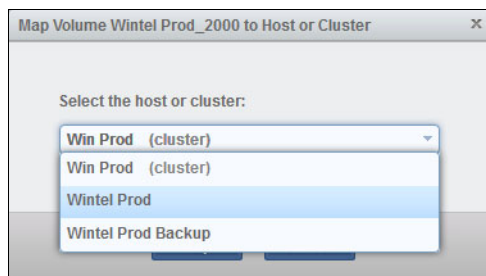 Map Volume Wintel Prod_2000 to Host or Cluster x
Select the host or cluster:
Win Prod (cluster)
Win Prod (cluster)
Wintel Prod
Wintel Prod Backup